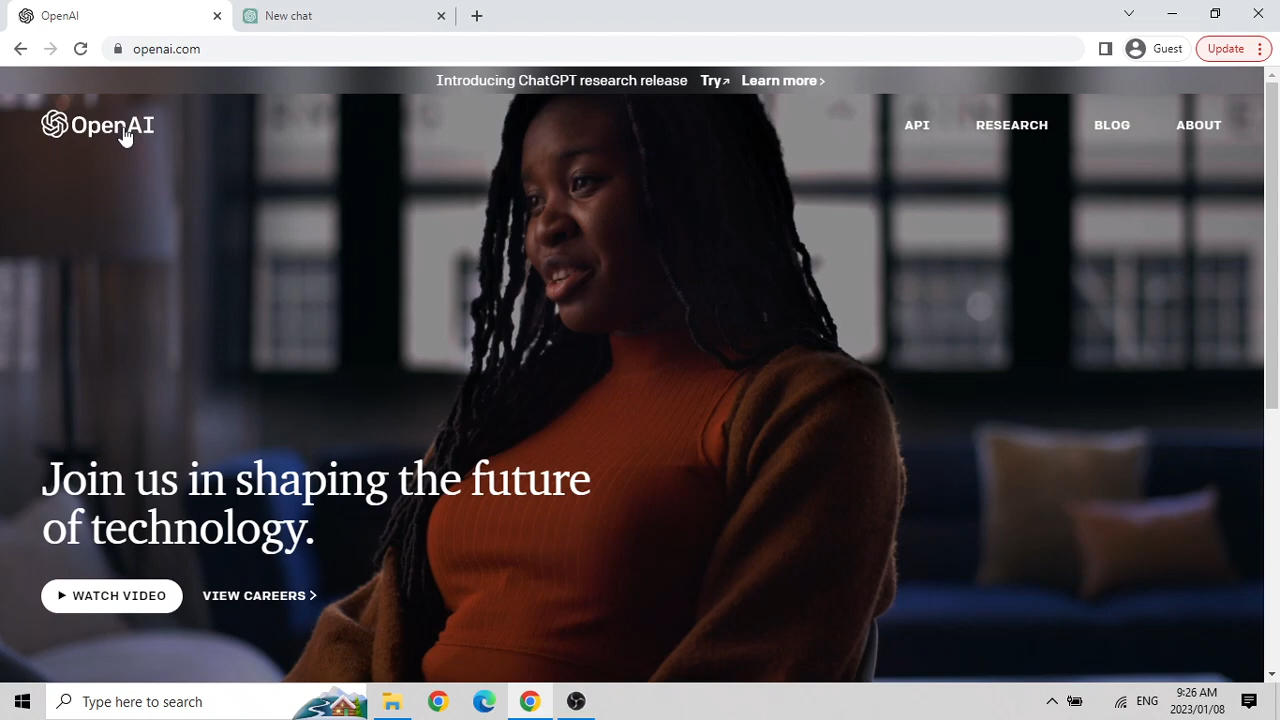 OpenAI
New chat
openai.com
Guest
Update
Introducing ChatGPT research release Try↗ Learn more ›
OpenAI
API
RESEARCH
BLOG
ABOUT
Join us in shaping the future
of technology.
WATCH VIDEO
VIEW CAREERS
Type here to search
ENG
9:26 AM
2023/01/08